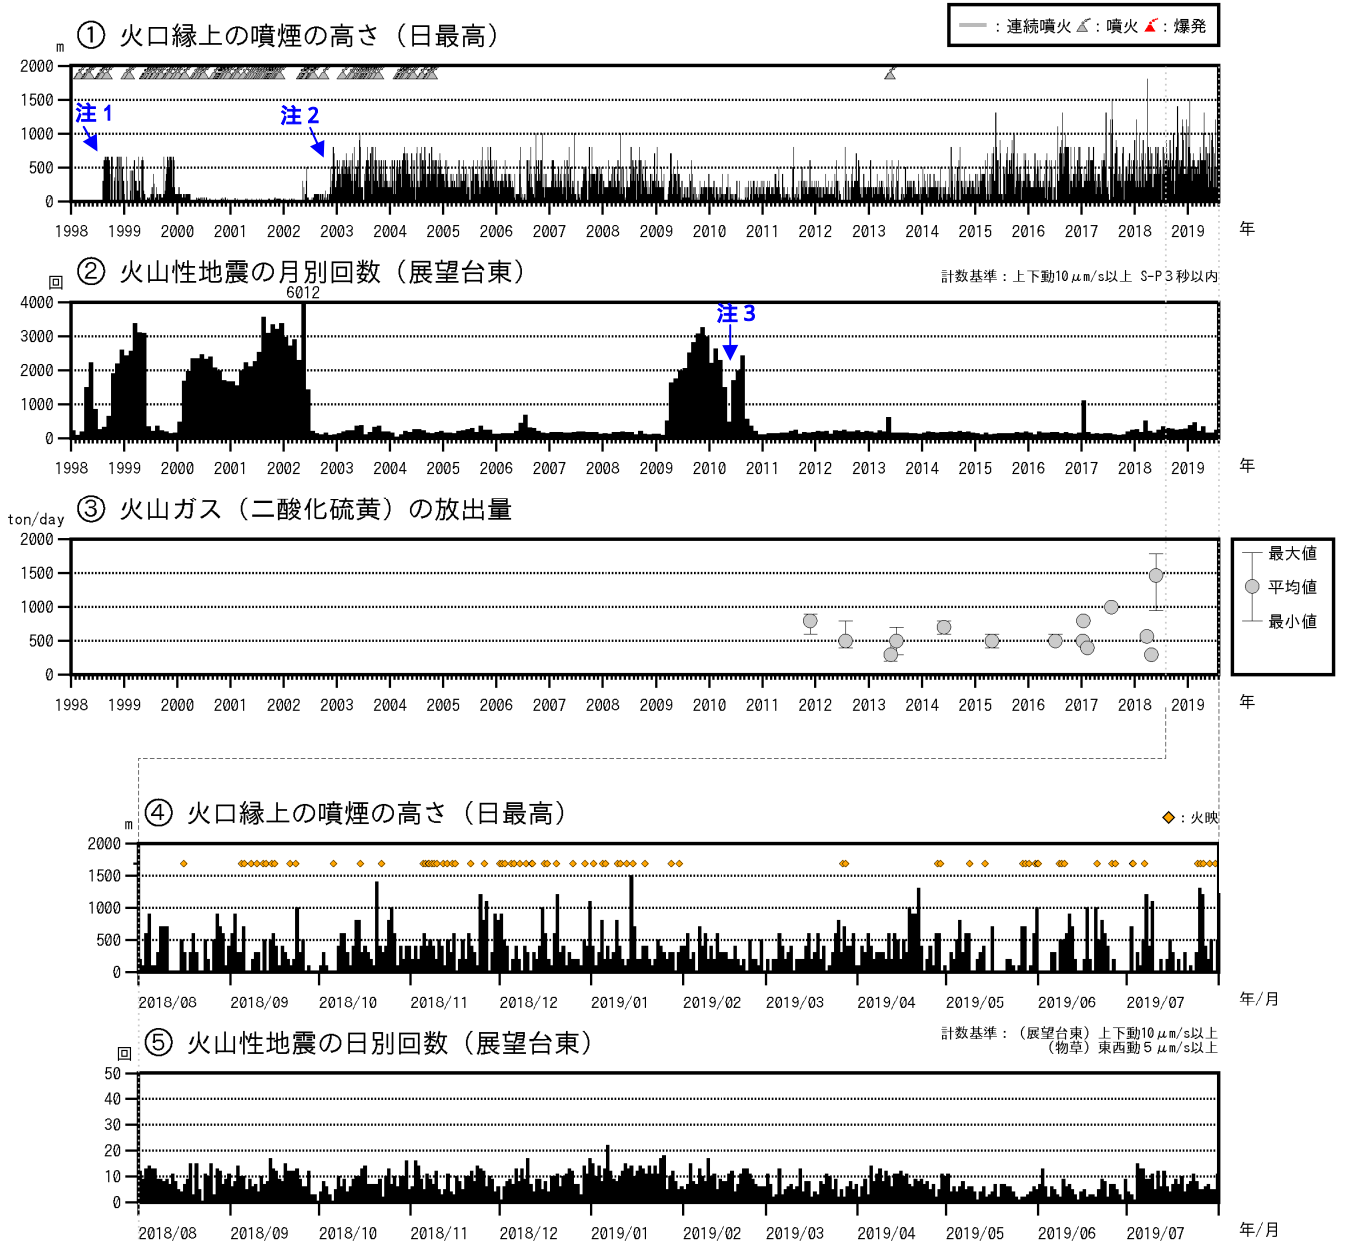 ① 火口縁上の噴煙の高さ（日最高）
：連続噴火 ：噴火 ：爆発
m
2000
1500
1000
500
0
注1
注2
1998 1999 2000 2001 2002 2003 2004 2005 2006 2007 2008 2009 2010 2011 2012 2013 2014 2015 2016 2017 2018 2019 年
② 火山性地震の月別回数（展望台東）
計数基準：上下動10μm/s以上 S-P3秒以内
回
6012
4000
3000
2000
1000
0
注3
1998 1999 2000 2001 2002 2003 2004 2005 2006 2007 2008 2009 2010 2011 2012 2013 2014 2015 2016 2017 2018 2019 年
③ 火山ガス（二酸化硫黄）の放出量
ton/day
2000
1500
1000
500
0
最大値
平均値
最小値
1998 1999 2000 2001 2002 2003 2004 2005 2006 2007 2008 2009 2010 2011 2012 2013 2014 2015 2016 2017 2018 2019 年
④ 火口縁上の噴煙の高さ（日最高）
：火映
m
2000
1500
1000
500
0
2018/08 2018/09 2018/10 2018/11 2018/12 2019/01 2019/02 2019/03 2019/04 2019/05 2019/06 2019/07 年/月
⑤ 火山性地震の日別回数（展望台東）
計数基準：（展望台東）上下動10μm/s以上
（物草）東西動5μm/s以上
回
50
40
30
20
10
0
2018/08 2018/09 2018/10 2018/11 2018/12 2019/01 2019/02 2019/03 2019/04 2019/05 2019/06 2019/07 年/月